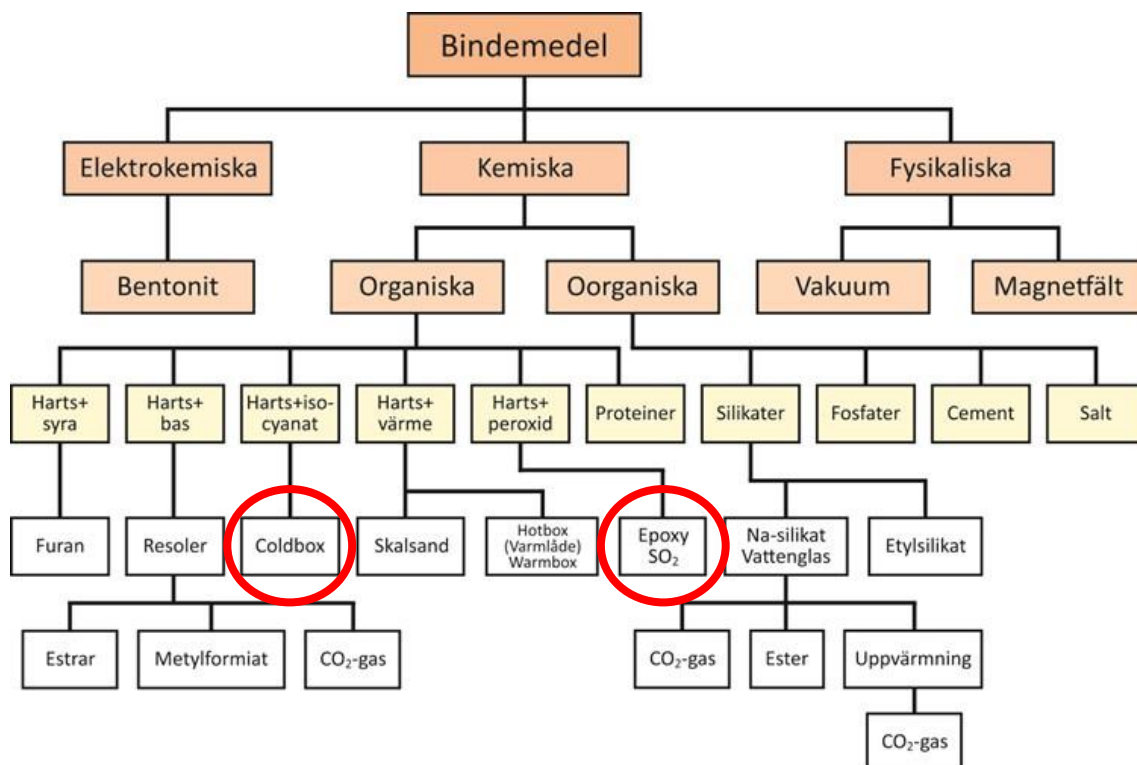 Bindemedel
Elektrokemiska
Kemiska
Fysikaliska
Bentonit
Organiska
Oorganiska
Vakuum
Magnetfält
Harts+
syra
Harts+
bas
Harts+iso-
cyanat
Harts+
värme
Harts+
peroxid
Proteiner
Silikater
Fosfater
Cement
Salt
Furan
Resoler
Coldbox
Skalsand
Hotbox
(Varmlåde)
Warmbox
Epoxy
SO₂
Na-silikat
Vattenglas
Etylsilikat
Estrar
Metylformiat
CO₂-gas
CO₂-gas
Ester
Uppvärmning
CO₂-gas